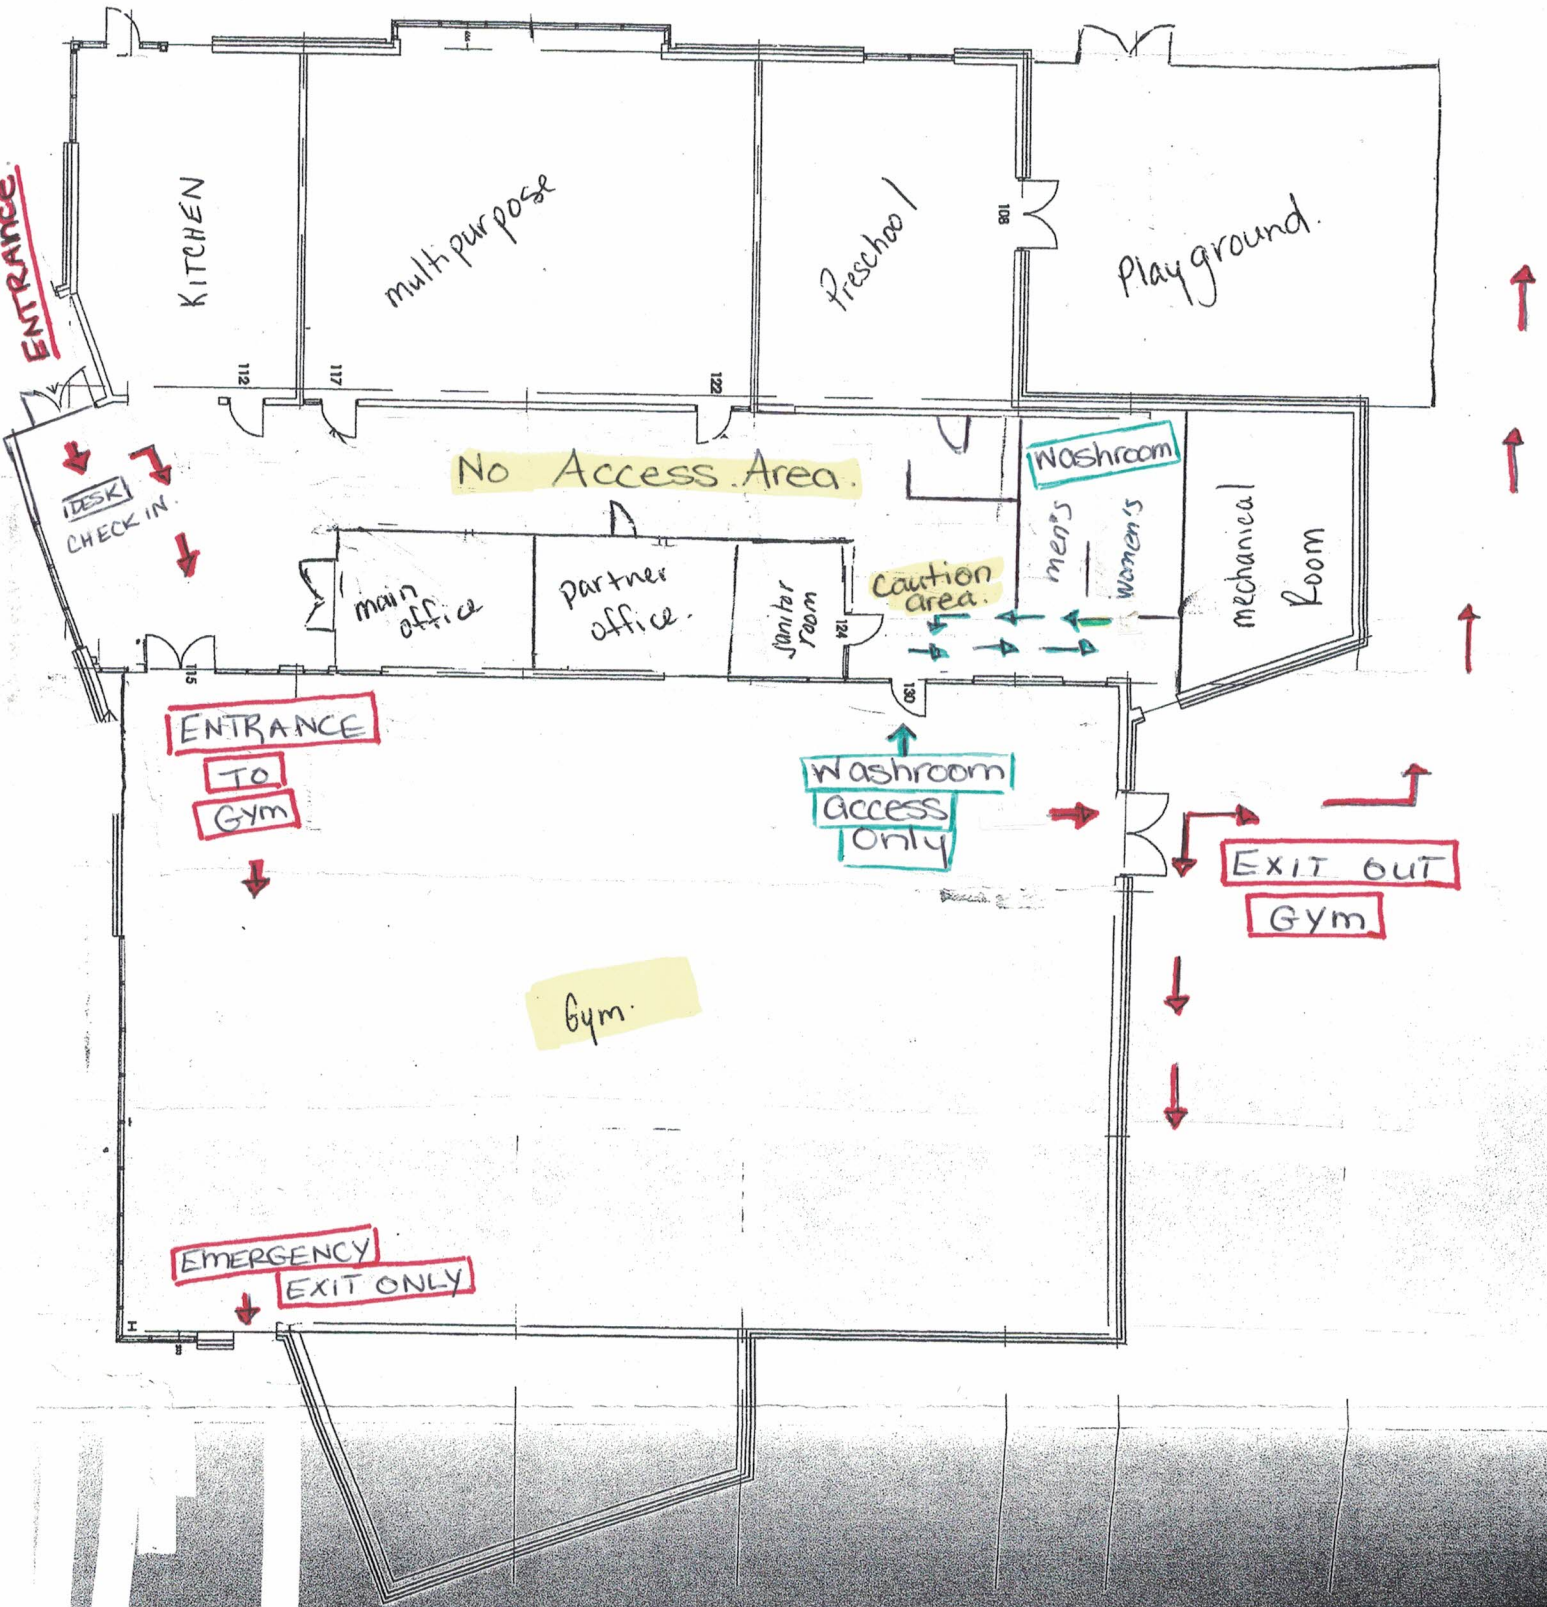 ENTRANCE.
KITCHEN
multipurpose
Preschool
108
Playground.
112
117
122
No Access Area.
Washroom
men's
women's
mechanical
Room
DESK
CHECK IN.
main
office
partner
office.
janitor
room
124
caution
area.
115
130
ENTRANCE
TO
GYm
Washroom
access
Only
EXIT OUT
GYm
Gym.
EMERGENCY
EXIT ONLY
H